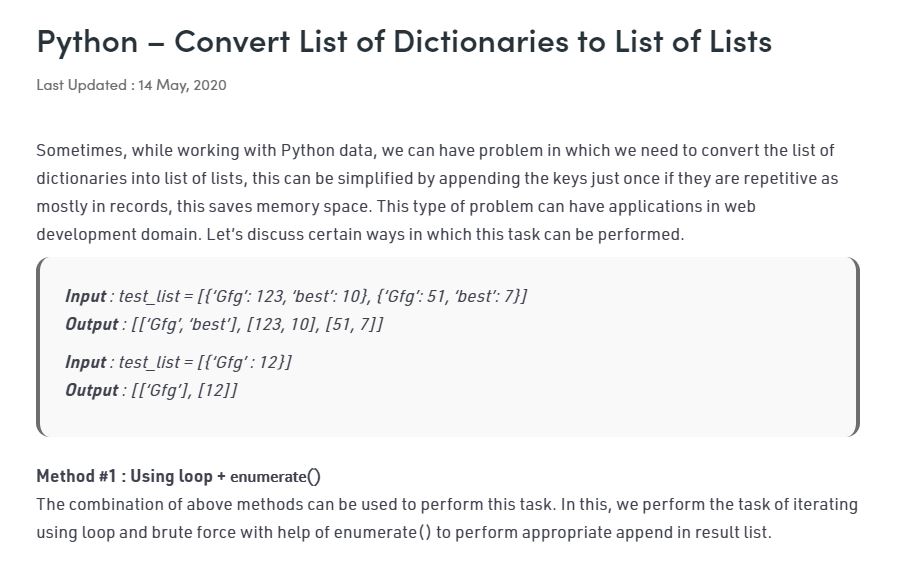 Python – Convert List of Dictionaries to List of Lists
Last Updated : 14 May, 2020
Sometimes, while working with Python data, we can have problem in which we need to convert the list of
dictionaries into list of lists, this can be simplified by appending the keys just once if they are repetitive as
mostly in records, this saves memory space. This type of problem can have applications in web
development domain. Let’s discuss certain ways in which this task can be performed.
Input : test_list = [{‘Gfg’: 123, ‘best’: 10}, {‘Gfg’: 51, ‘best’: 7}]
Output : [[‘Gfg’, ‘best’], [123, 10], [51, 7]]
Input : test_list = [{‘Gfg’ : 12}]
Output : [[‘Gfg’], [12]]
Method #1 : Using loop + enumerate()
The combination of above methods can be used to perform this task. In this, we perform the task of iterating
using loop and brute force with help of enumerate() to perform appropriate append in result list.